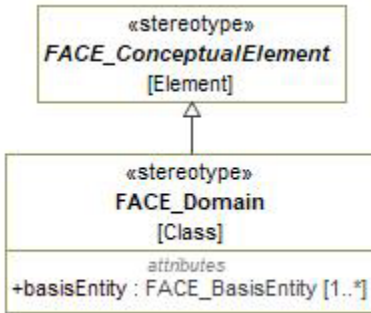 «stereotype»
FACE_ConceptualElement
[Element]
«stereotype»
FACE_Domain
[Class]
attributes
+basisEntity : FACE_BasisEntity [1..*]